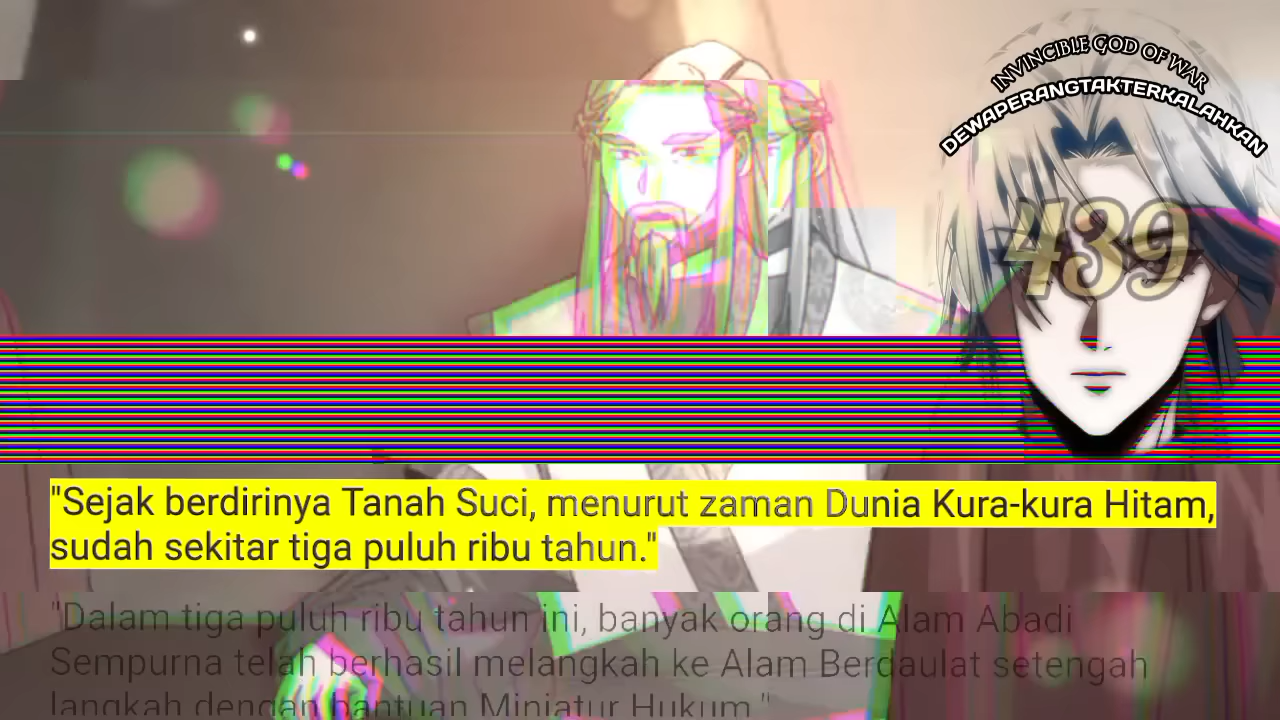 INVINCIBLE GOD OF WAR
DEWAPERANGTAKTERKALAHKAN
439
"Sejak berdirinya Tanah Suci, menurut zaman Dunia Kura-kura Hitam,
sudah sekitar tiga puluh ribu tahun."
"Dalam tiga puluh ribu tahun ini, banyak orang di Alam Abadi
Sempurna telah berhasil melangkah ke Alam Berdaulat setengah
langkah dengan bantuan Miniatur Hukum."